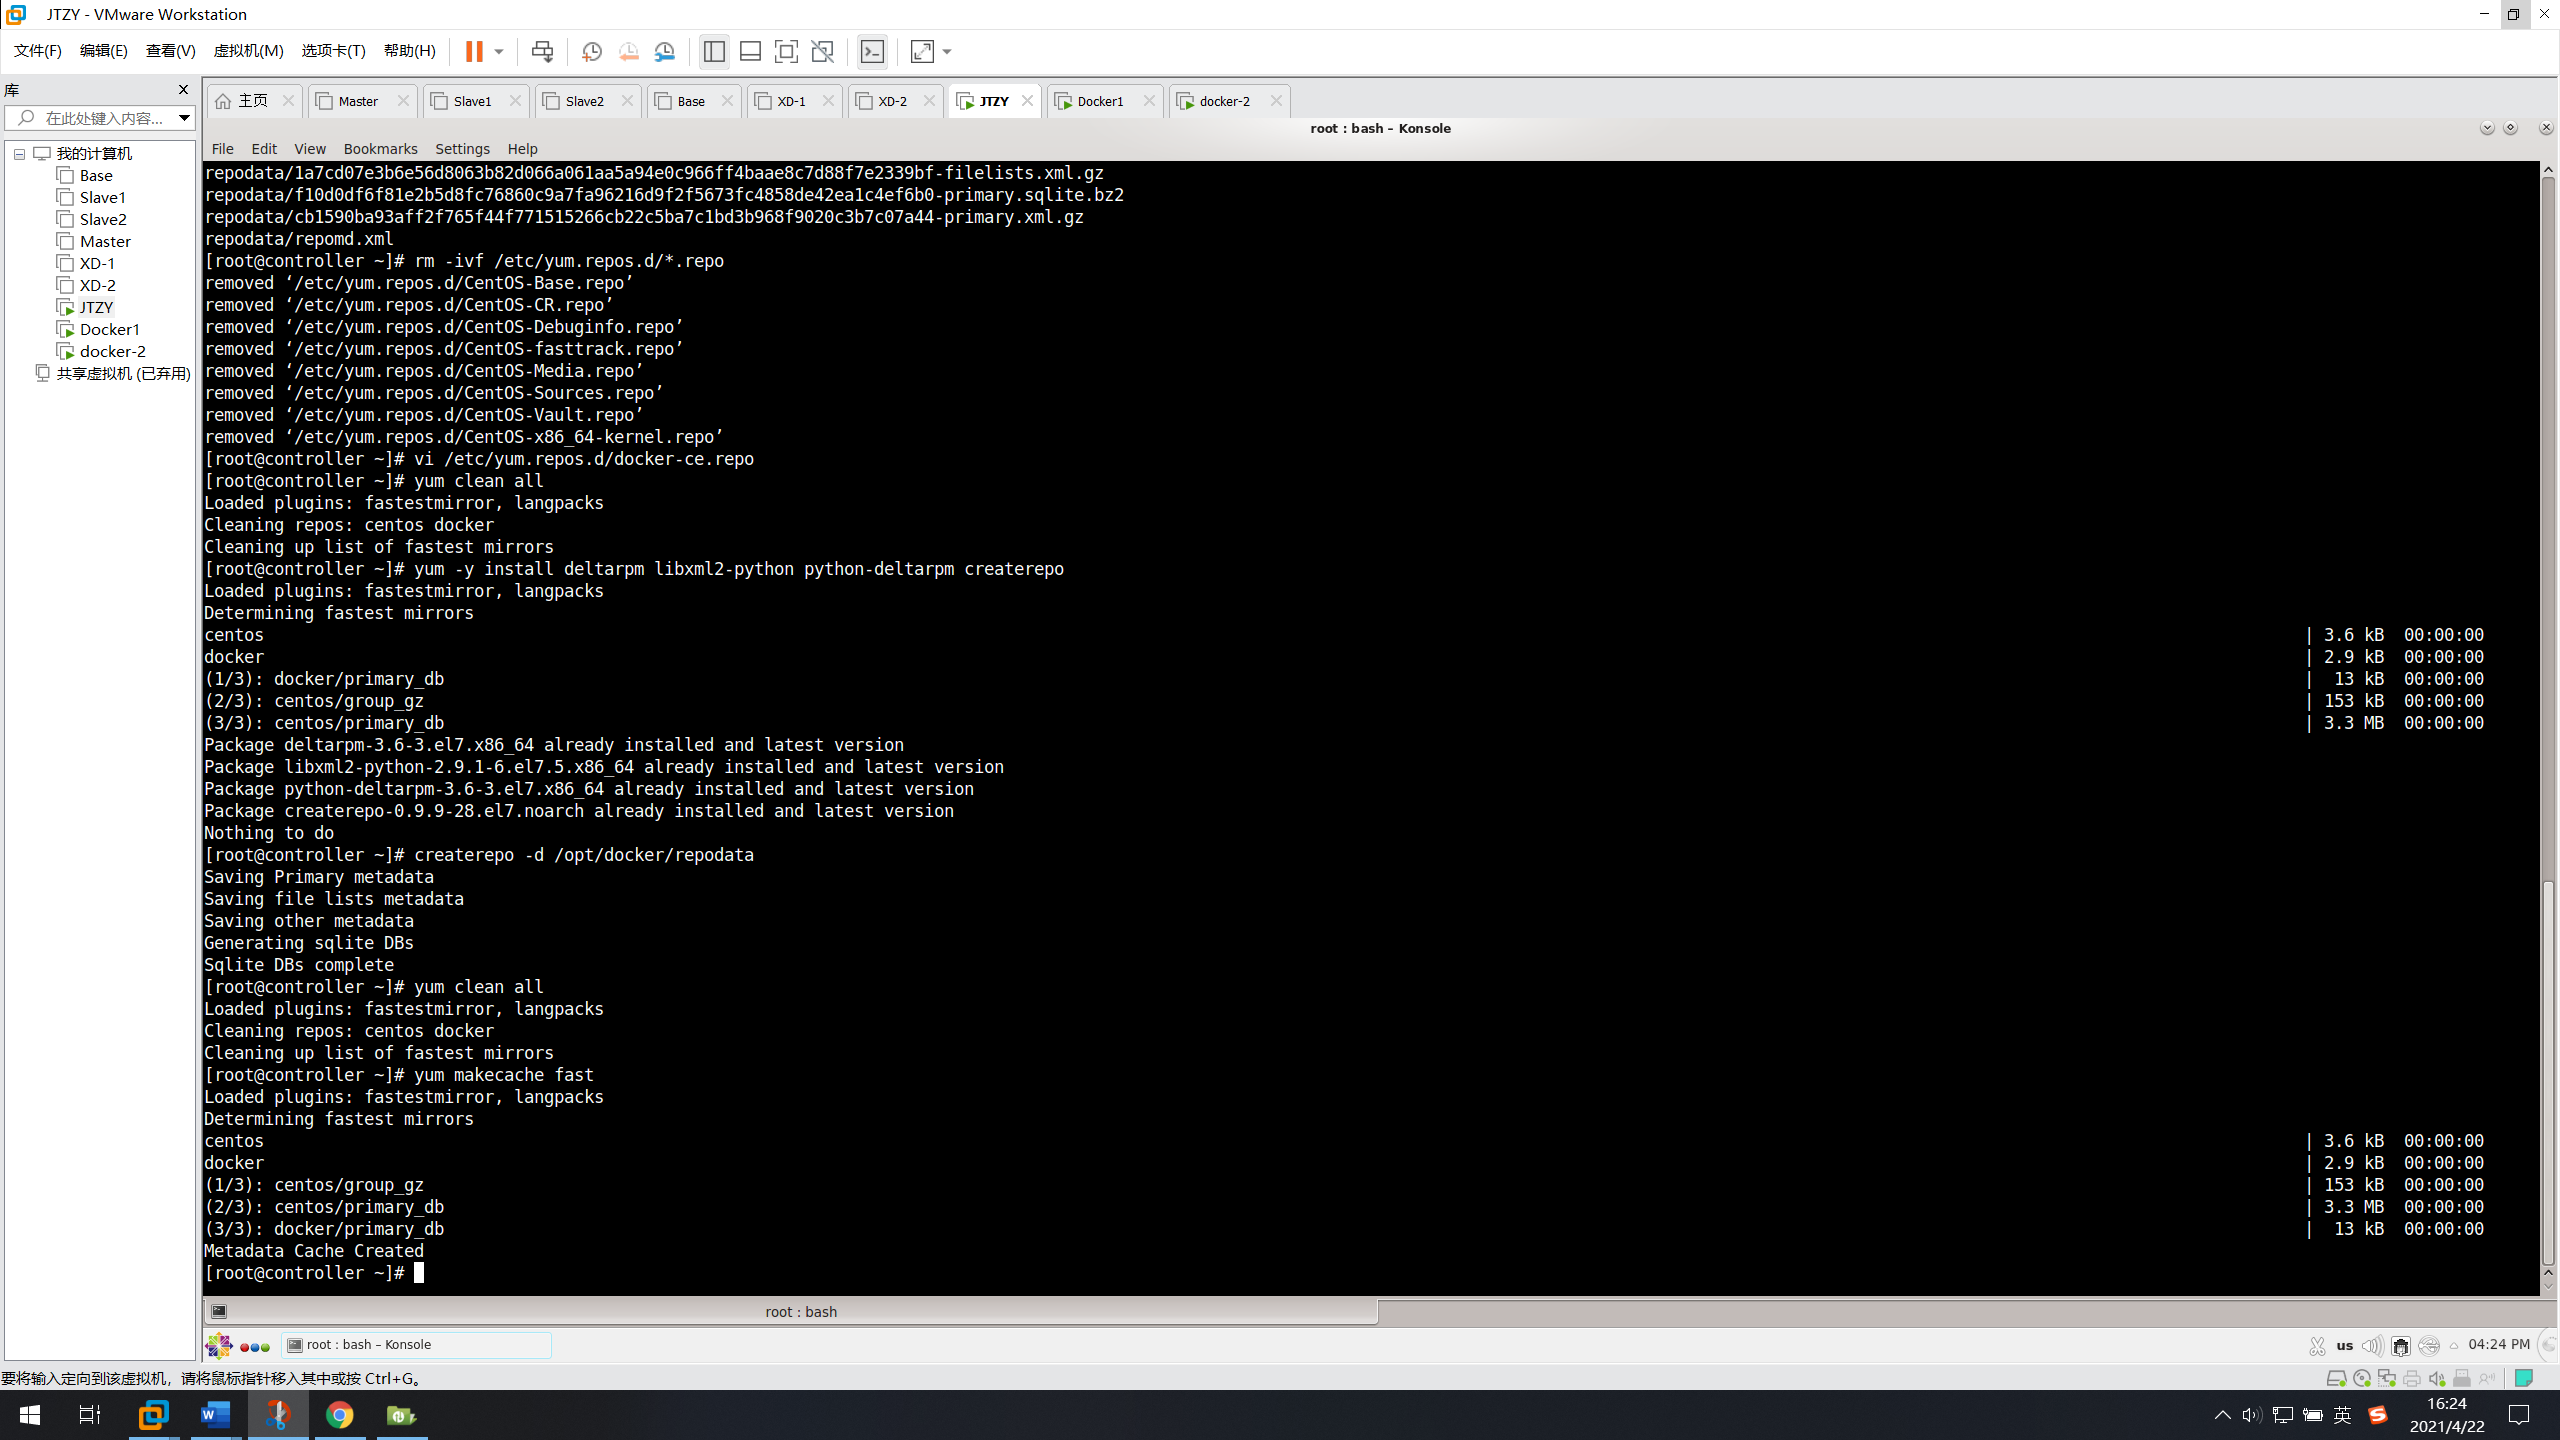 JTZY - VMware Workstation
文件(F) 编辑(E) 查看(V) 虚拟机(M) 选项卡(T) 帮助(H)
库
在此处键入内容...
我的计算机
Base
Slave1
Slave2
Master
XD-1
XD-2
JTZY
Docker1
docker-2
共享虚拟机 (已弃用)
主页 Master Slave1 Slave2 Base XD-1 XD-2 JTZY Docker1 docker-2
root : bash – Konsole
File Edit View Bookmarks Settings Help
repodata/1a7cd07e3b6e56d8063b82d066a061aa5a94e0c966ff4baae8c7d88f7e2339bf-filelists.xml.gz
repodata/f10d0df6f81e2b5d8fc76860c9a7fa96216d9f2f5673fc4858de42ea1c4ef6b0-primary.sqlite.bz2
repodata/cb1590ba93aff2f765f44f771515266cb22c5ba7c1bd3b968f9020c3b7c07a44-primary.xml.gz
repodata/repomd.xml
[root@controller ~]# rm -ivf /etc/yum.repos.d/*.repo
removed ‘/etc/yum.repos.d/CentOS-Base.repo’
removed ‘/etc/yum.repos.d/CentOS-CR.repo’
removed ‘/etc/yum.repos.d/CentOS-Debuginfo.repo’
removed ‘/etc/yum.repos.d/CentOS-fasttrack.repo’
removed ‘/etc/yum.repos.d/CentOS-Media.repo’
removed ‘/etc/yum.repos.d/CentOS-Sources.repo’
removed ‘/etc/yum.repos.d/CentOS-Vault.repo’
removed ‘/etc/yum.repos.d/CentOS-x86_64-kernel.repo’
[root@controller ~]# vi /etc/yum.repos.d/docker-ce.repo
[root@controller ~]# yum clean all
Loaded plugins: fastestmirror, langpacks
Cleaning repos: centos docker
Cleaning up list of fastest mirrors
[root@controller ~]# yum -y install deltarpm libxml2-python python-deltarpm createrepo
Loaded plugins: fastestmirror, langpacks
Determining fastest mirrors
centos | 3.6 kB 00:00:00
docker | 2.9 kB 00:00:00
(1/3): docker/primary_db | 13 kB 00:00:00
(2/3): centos/group_gz | 153 kB 00:00:00
(3/3): centos/primary_db | 3.3 MB 00:00:00
Package deltarpm-3.6-3.el7.x86_64 already installed and latest version
Package libxml2-python-2.9.1-6.el7.5.x86_64 already installed and latest version
Package python-deltarpm-3.6-3.el7.x86_64 already installed and latest version
Package createrepo-0.9.9-28.el7.noarch already installed and latest version
Nothing to do
[root@controller ~]# createrepo -d /opt/docker/repodata
Saving Primary metadata
Saving file lists metadata
Saving other metadata
Generating sqlite DBs
Sqlite DBs complete
[root@controller ~]# yum clean all
Loaded plugins: fastestmirror, langpacks
Cleaning repos: centos docker
Cleaning up list of fastest mirrors
[root@controller ~]# yum makecache fast
Loaded plugins: fastestmirror, langpacks
Determining fastest mirrors
centos | 3.6 kB 00:00:00
docker | 2.9 kB 00:00:00
(1/3): centos/group_gz | 153 kB 00:00:00
(2/3): centos/primary_db | 3.3 MB 00:00:00
(3/3): docker/primary_db | 13 kB 00:00:00
Metadata Cache Created
[root@controller ~]#
root : bash
root : bash – Konsole
us 04:24 PM
要将输入定向到该虚拟机，请将鼠标指针移入其中或按 Ctrl+G。
英
16:24
2021/4/22